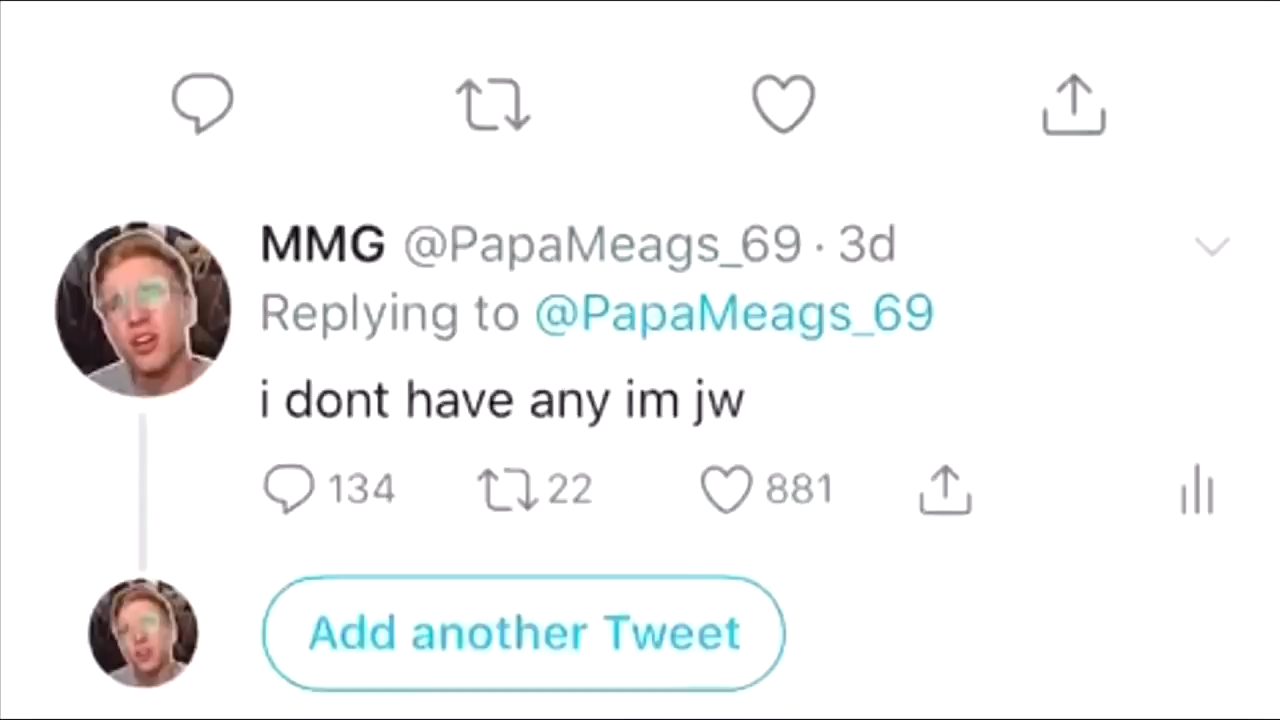 MMG @PapaMeags_69 · 3d
Replying to @PapaMeags_69
i dont have any im jw
134 22 881
Add another Tweet